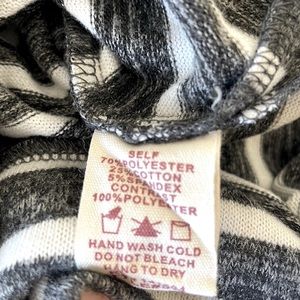 SELF
70%POLYESTER
25%COTTON
5%SPANDEX
CONTRAST
100%POLYESTER
HAND WASH COLD
DO NOT BLEACH
HANG TO DRY